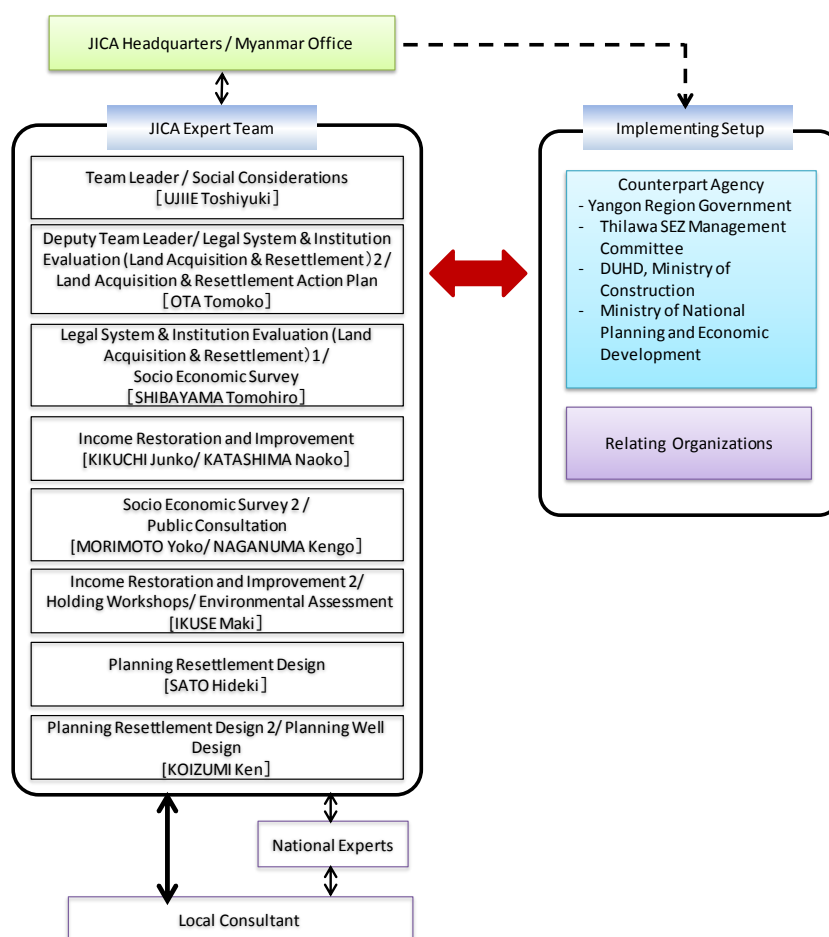 JICA Headquarters / Myanmar Office
JICA Expert Team
Team Leader / Social Considerations
［UJIIE Toshiyuki］
Deputy Team Leader/ Legal System & Institution
Evaluation (Land Acquisition & Resettlement）2/
Land Acquisition & Resettlement Action Plan
［OTA Tomoko］
Legal System & Institution Evaluation (Land
Acquisition & Resettlement）1/
Socio Economic Survey
[SHIBAYAMA Tomohiro］
Income Restoration and Improvement
[KIKUCHI Junko/ KATASHIMA Naoko］
Socio Economic Survey 2 /
Public Consultation
[MORIMOTO Yoko/ NAGANUMA Kengo］
Income Restoration and Improvement 2/
Holding Workshops/ Environmental Assessment
[IKUSE Maki］
Planning Resettlement Design
[SATO Hideki］
Planning Resettlement Design 2/ Planning Well
Design
[KOIZUMI Ken］
National Experts
Local Consultant
Implementing Setup
Counterpart Agency
- Yangon Region Government
- Thilawa SEZ Management
Committee
- DUHD, Ministry of
Construction
- Ministry of National
Planning and Economic
Development
Relating Organizations